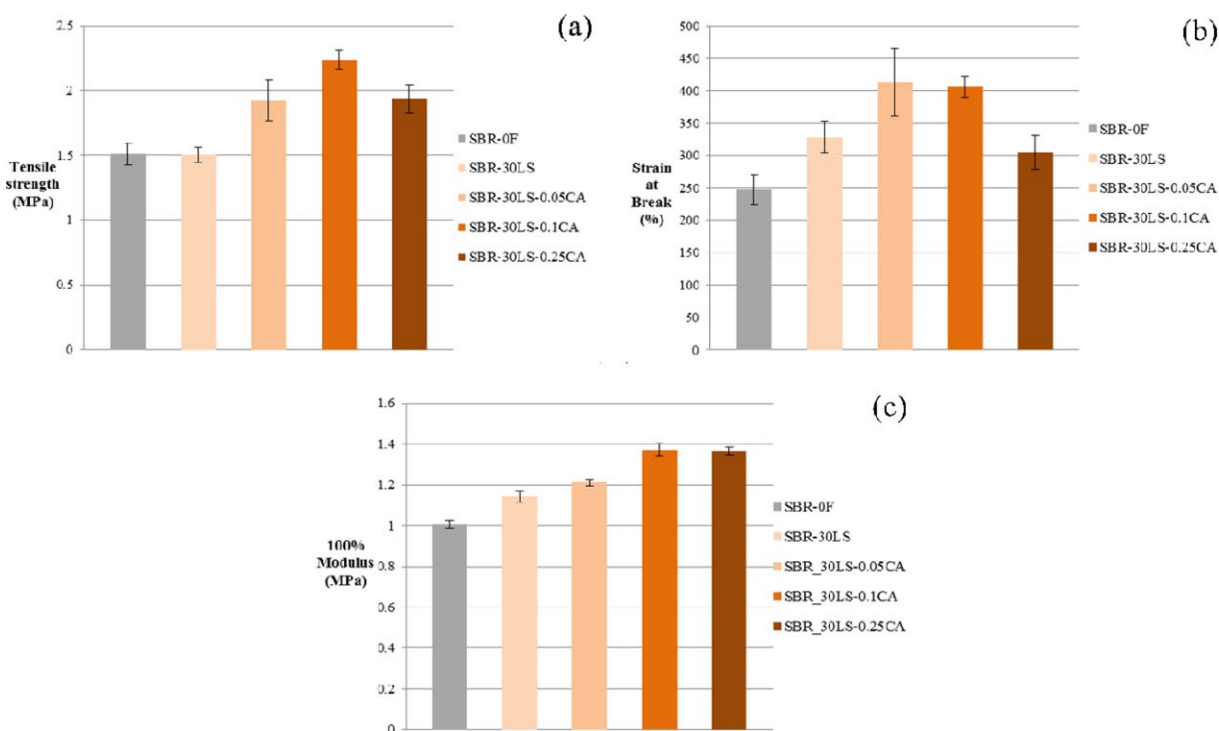 (a)
2.5
2
1.5
1
0.5
0
Tensile
strength
(MPa)
SBR-0F
SBR-30LS
SBR-30LS-0.05CA
SBR-30LS-0.1CA
SBR-30LS-0.25CA
(b)
500
450
400
350
300
250
200
150
100
50
0
Strain
at
Break
(%)
SBR-0F
SBR-30LS
SBR-30LS-0.05CA
SBR-30LS-0.1CA
SBR-30LS-0.25CA
(c)
1.6
1.4
1.2
1
0.8
0.6
0.4
0.2
0
100%
Modulus
(MPa)
SBR-0F
SBR-30LS
SBR_30LS-0.05CA
SBR_30LS-0.1CA
SBR_30LS-0.25CA